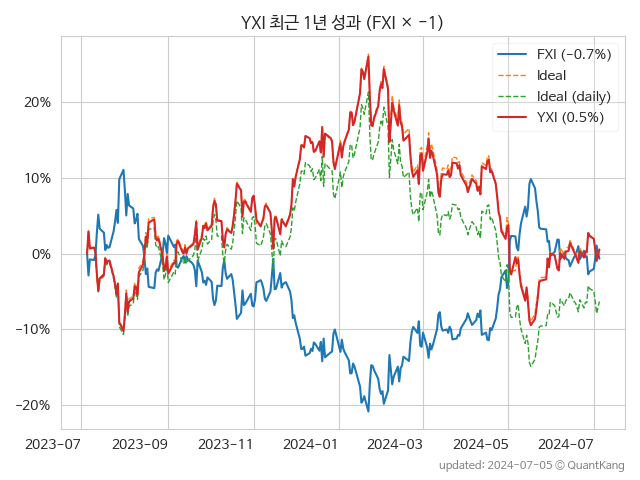 YXI 최근 1년 성과 (FXI × -1)
FXI (-0.7%)
Ideal
Ideal (daily)
YXI (0.5%)
20%
10%
0%
-10%
-20%
2023-07
2023-09
2023-11
2024-01
2024-03
2024-05
2024-07
updated: 2024-07-05 © QuantKang